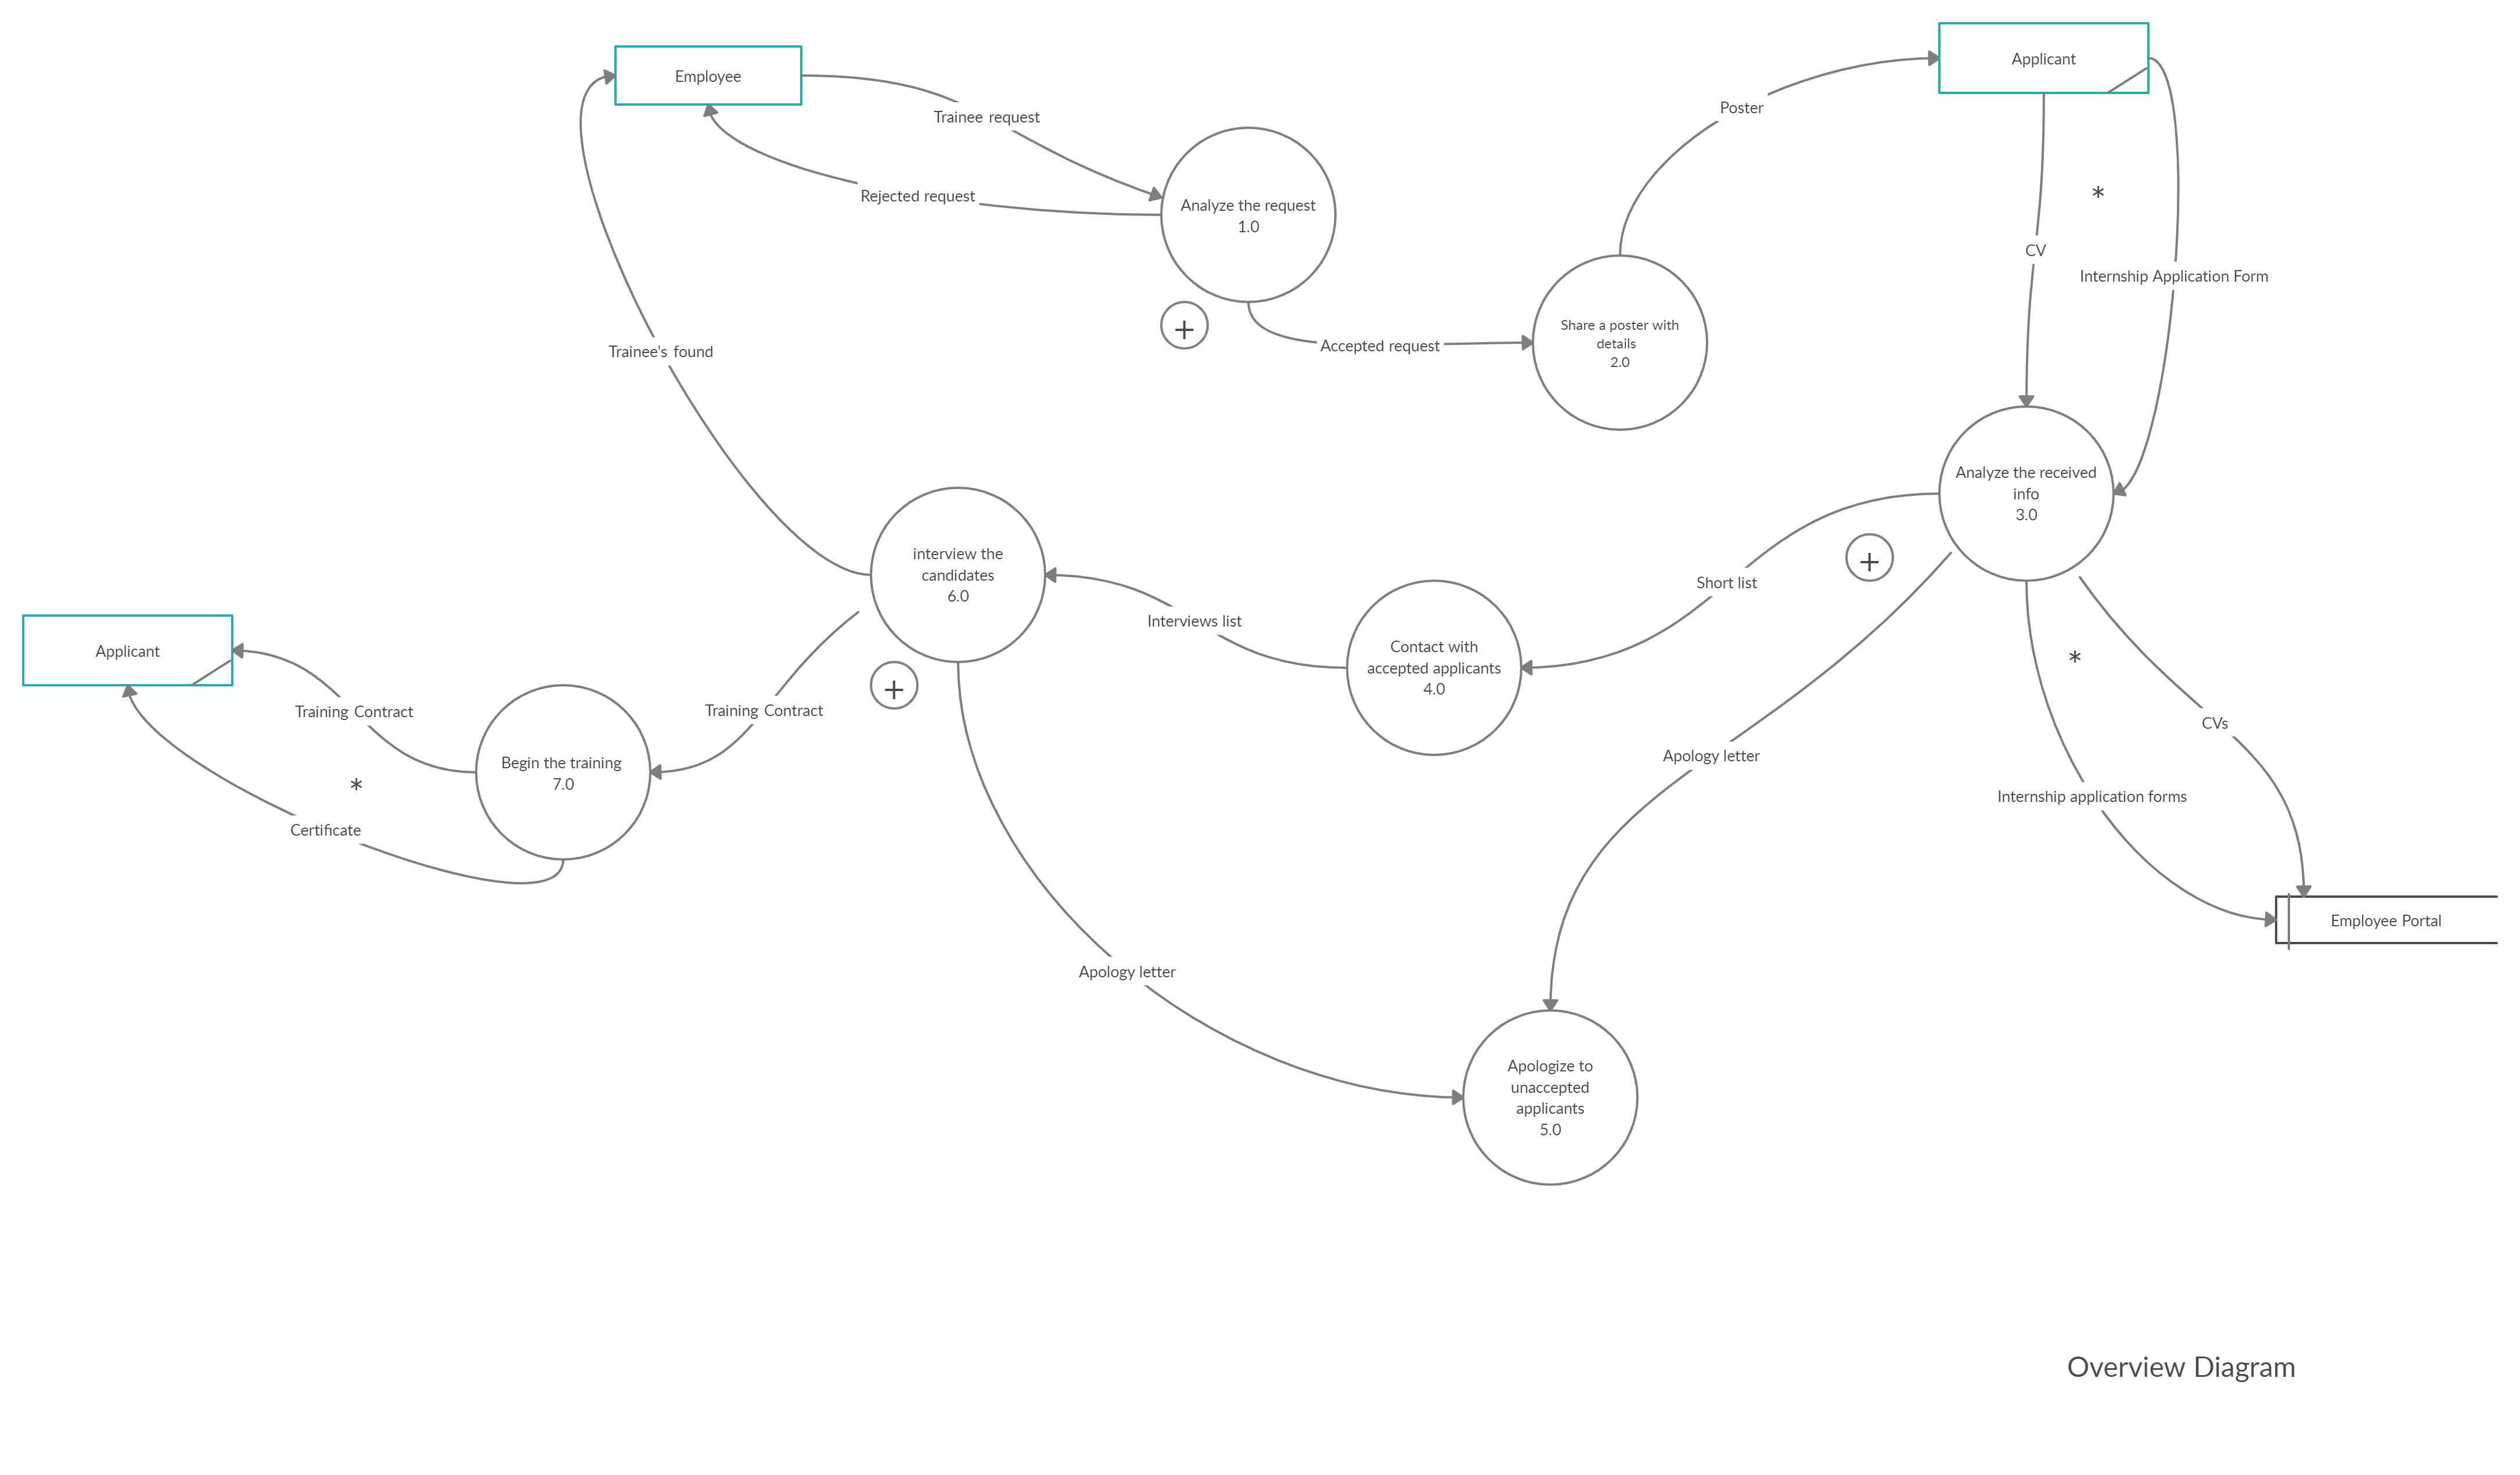 Employee
Applicant
Trainee request
Poster
Rejected request
Analyze the request
1.0
*
CV
Internship Application Form
+
Accepted request
Share a poster with
details
2.0
Trainee's found
Analyze the received
info
3.0
+
interview the
candidates
6.0
Short list
Interviews list
Contact with
accepted applicants
4.0
*
Applicant
+
Training Contract
Training Contract
CVs
Apology letter
Begin the training
7.0
*
Internship application forms
Certificate
Employee Portal
Apology letter
Apologize to
unaccepted
applicants
5.0
Overview Diagram